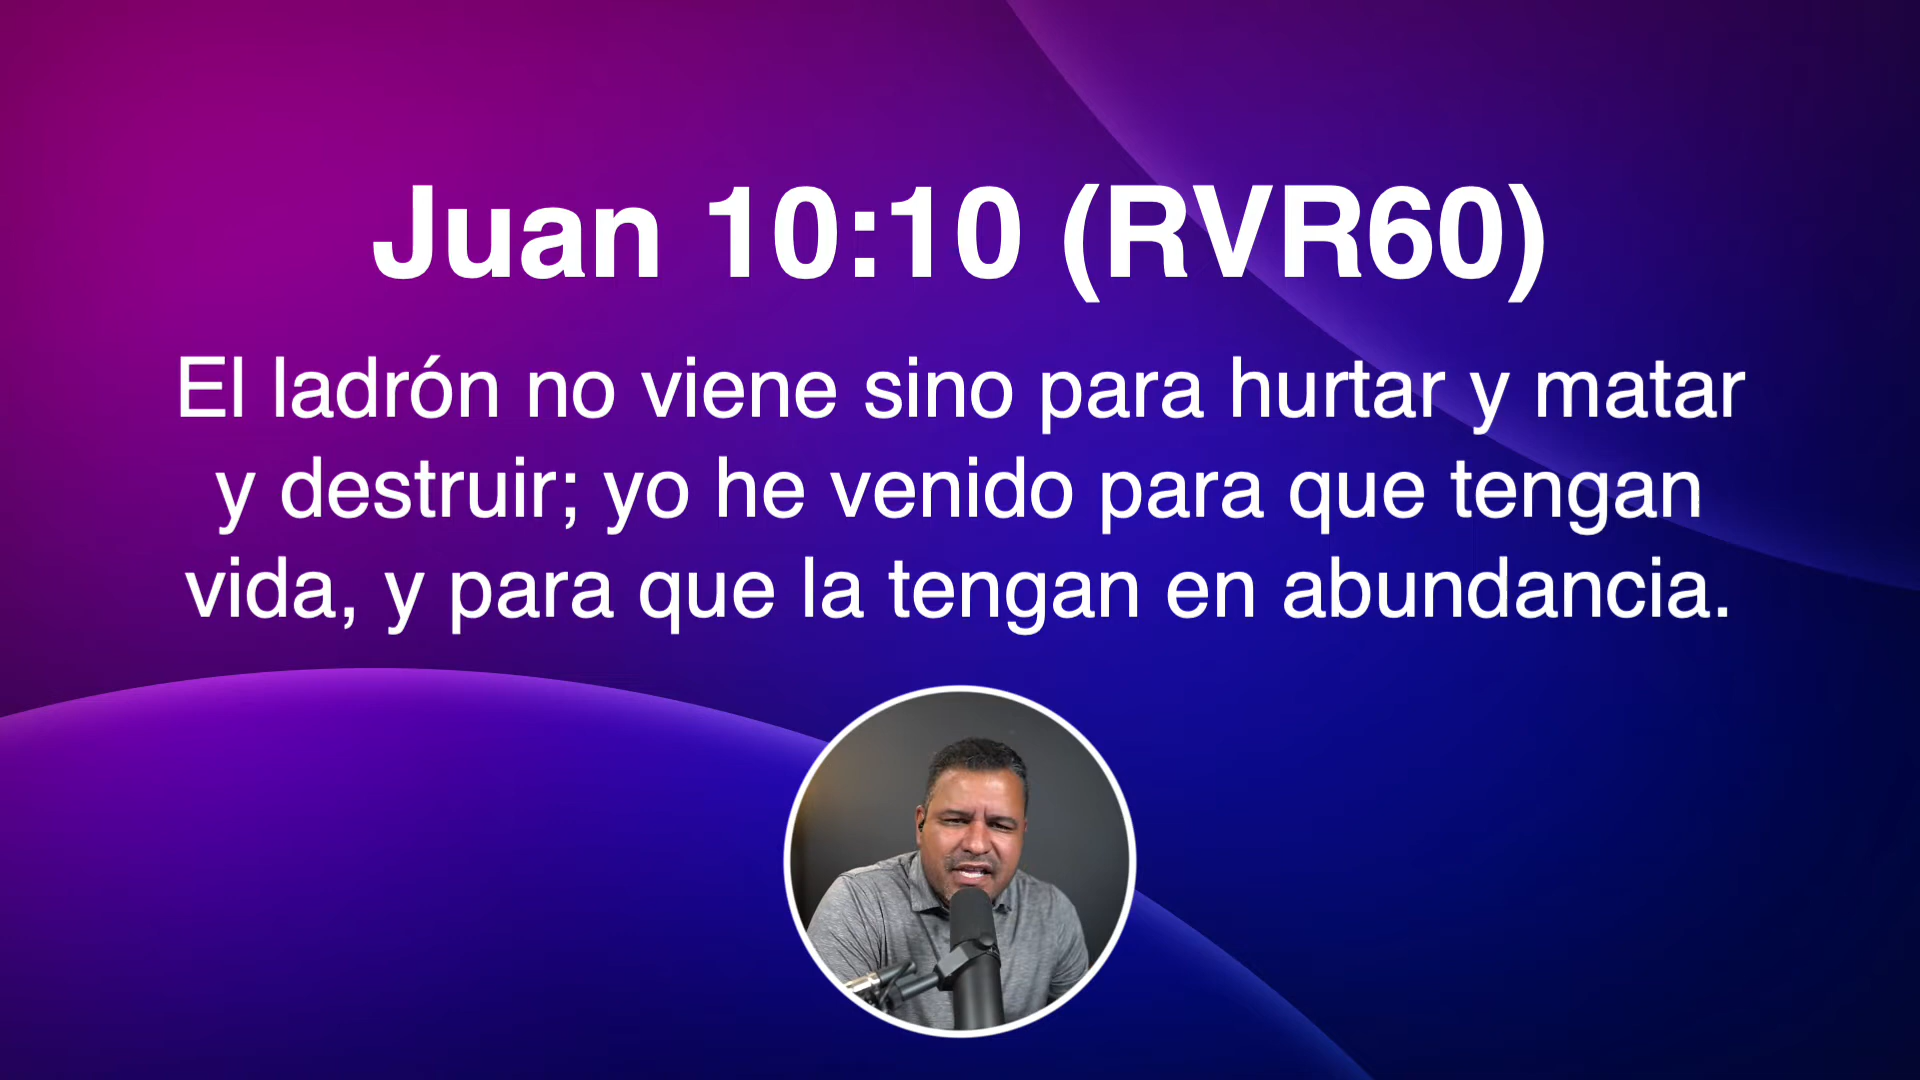 Juan 10:10 (RVR60)
El ladrón no viene sino para hurtar y matar
y destruir; yo he venido para que tengan
vida, y para que la tengan en abundancia.